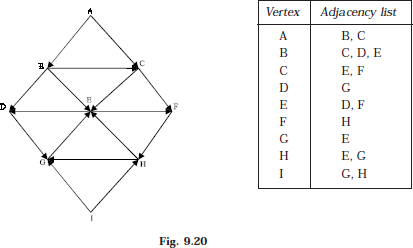 A
B
C
B
D
F
G
H
I
Vertex Adjacency list
A B, C
B C, D, E
C E, F
D G
E D, F
F H
G E
H E, G
I G, H
Fig. 9.20